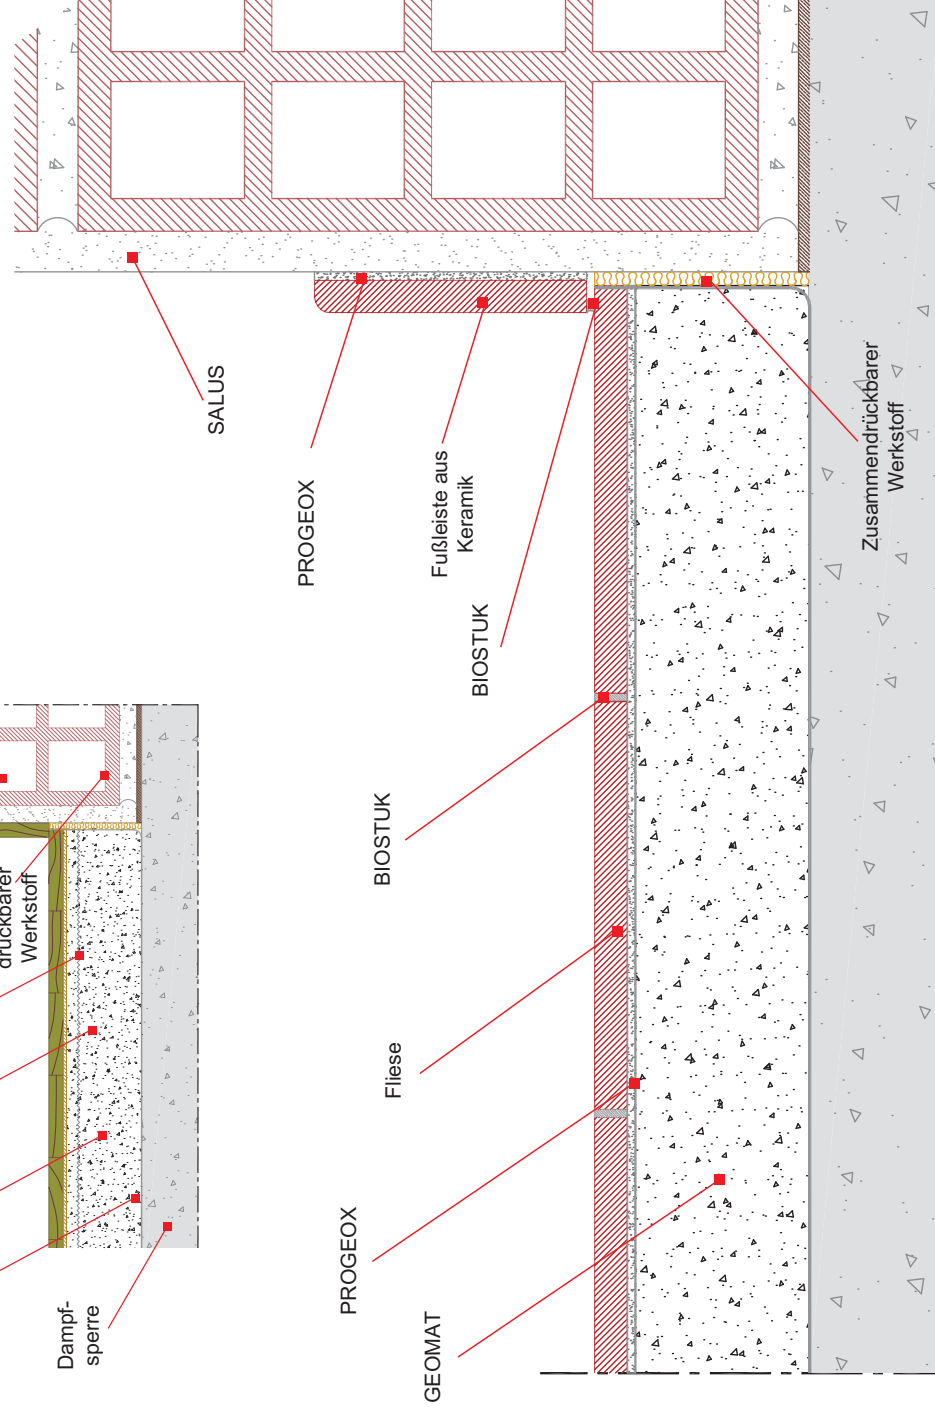 SALUS
PROGEOX
Fußleiste aus
Keramik
BIOSTUK
BIOSTUK
Fliese
PROGEOX
GEOMAT
Zusammendrückbarer
Werkstoff
drückbarer
Werkstoff
Dampf-
sperre